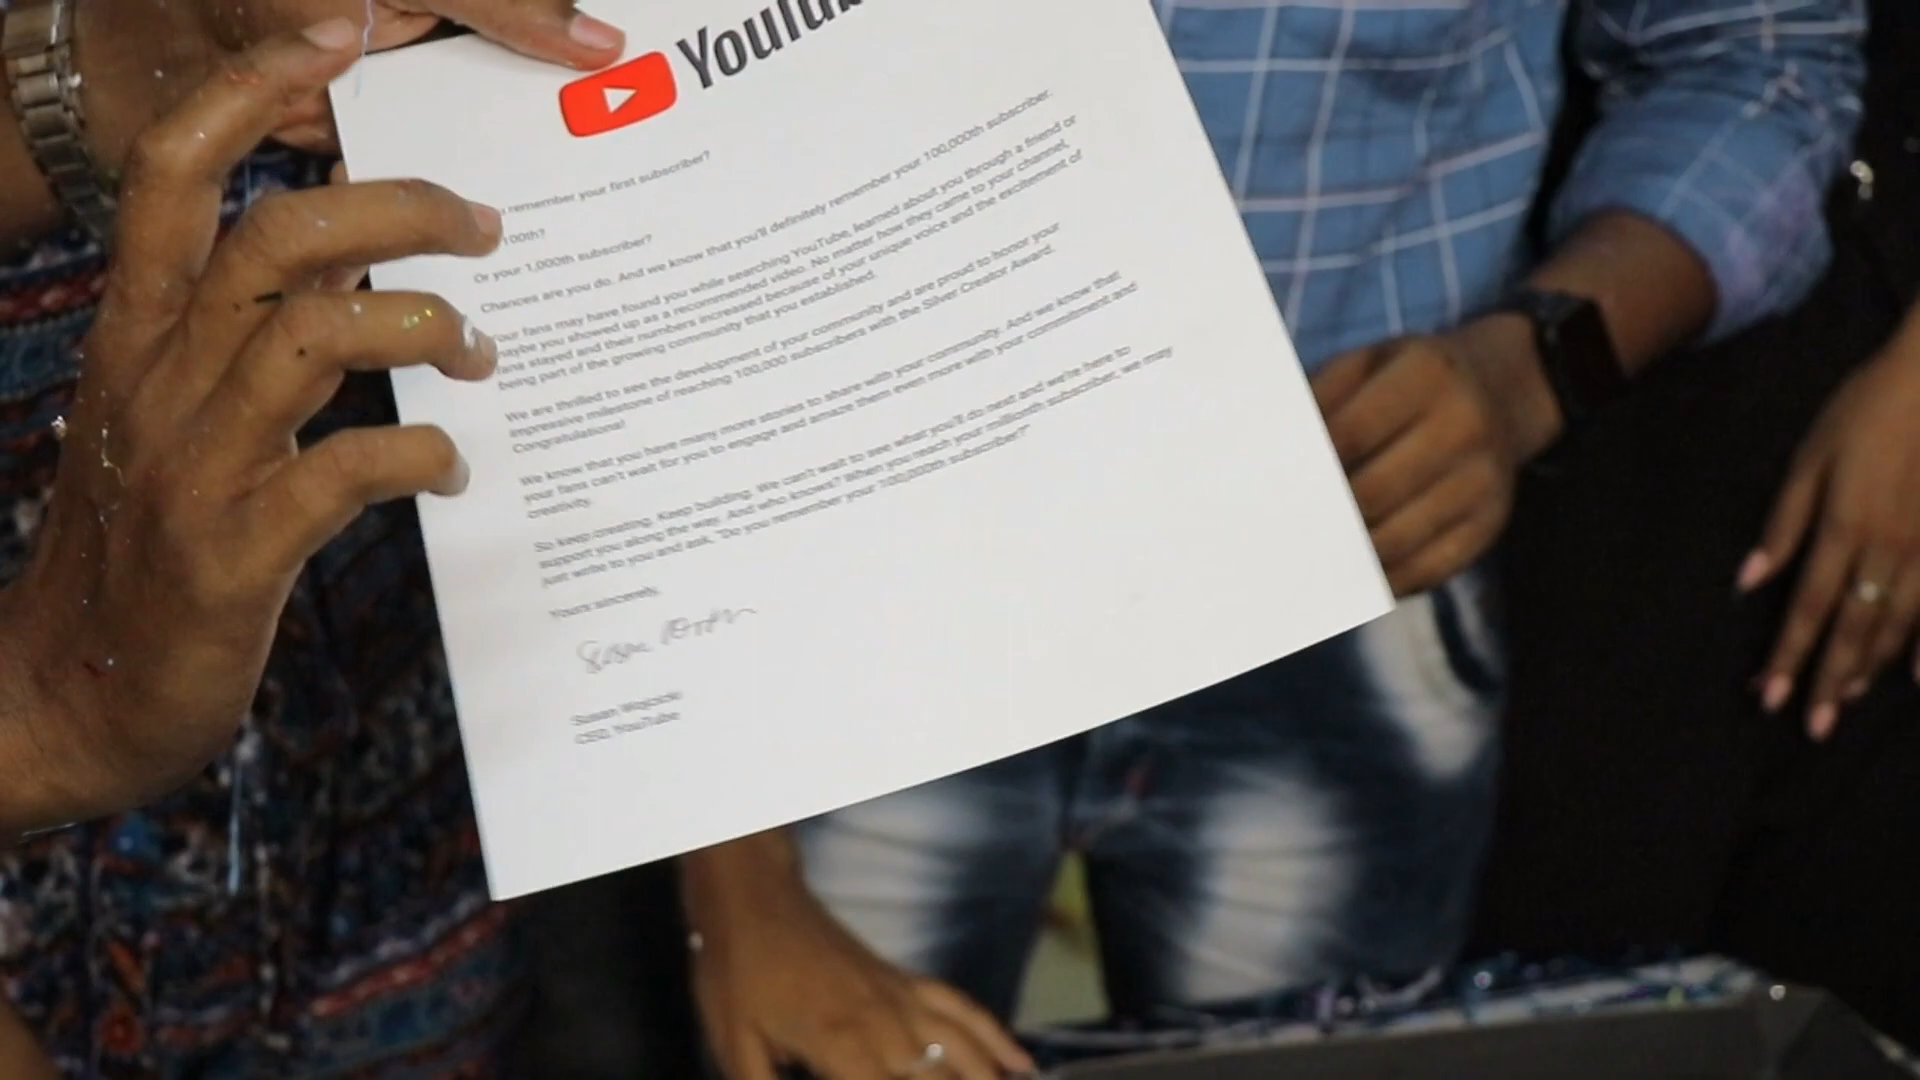 YouTube
remember your first subscriber?
100th?
Or your 1,000th subscriber?
Chances are you do. And we know that you'll definitely remember your 100,000th subscriber.
our fans may have found you while searching YouTube, learned about you through a friend or
maybe you showed up as a recommended video. No matter how they came to your channel,
fans stayed and their numbers increased because of your unique voice and the excitement of
being part of the growing community that you established.
We are thrilled to see the development of your community and are proud to honor your
impressive milestone of reaching 100,000 subscribers with the Silver Creator Award.
Congratulations!
We know that you have many more stories to share with your community. And we know that
your fans can't wait for you to engage and amaze them even more with your commitment and
creativity.
So keep creating. Keep building. We can't wait to see what you'll do next and we're here to
support you along the way. And who knows? When you reach your millionth subscriber, we may
just write to you and ask, "Do you remember your 100,000th subscriber?"
Yours sincerely,
Susan Wojcicki
CEO, YouTube